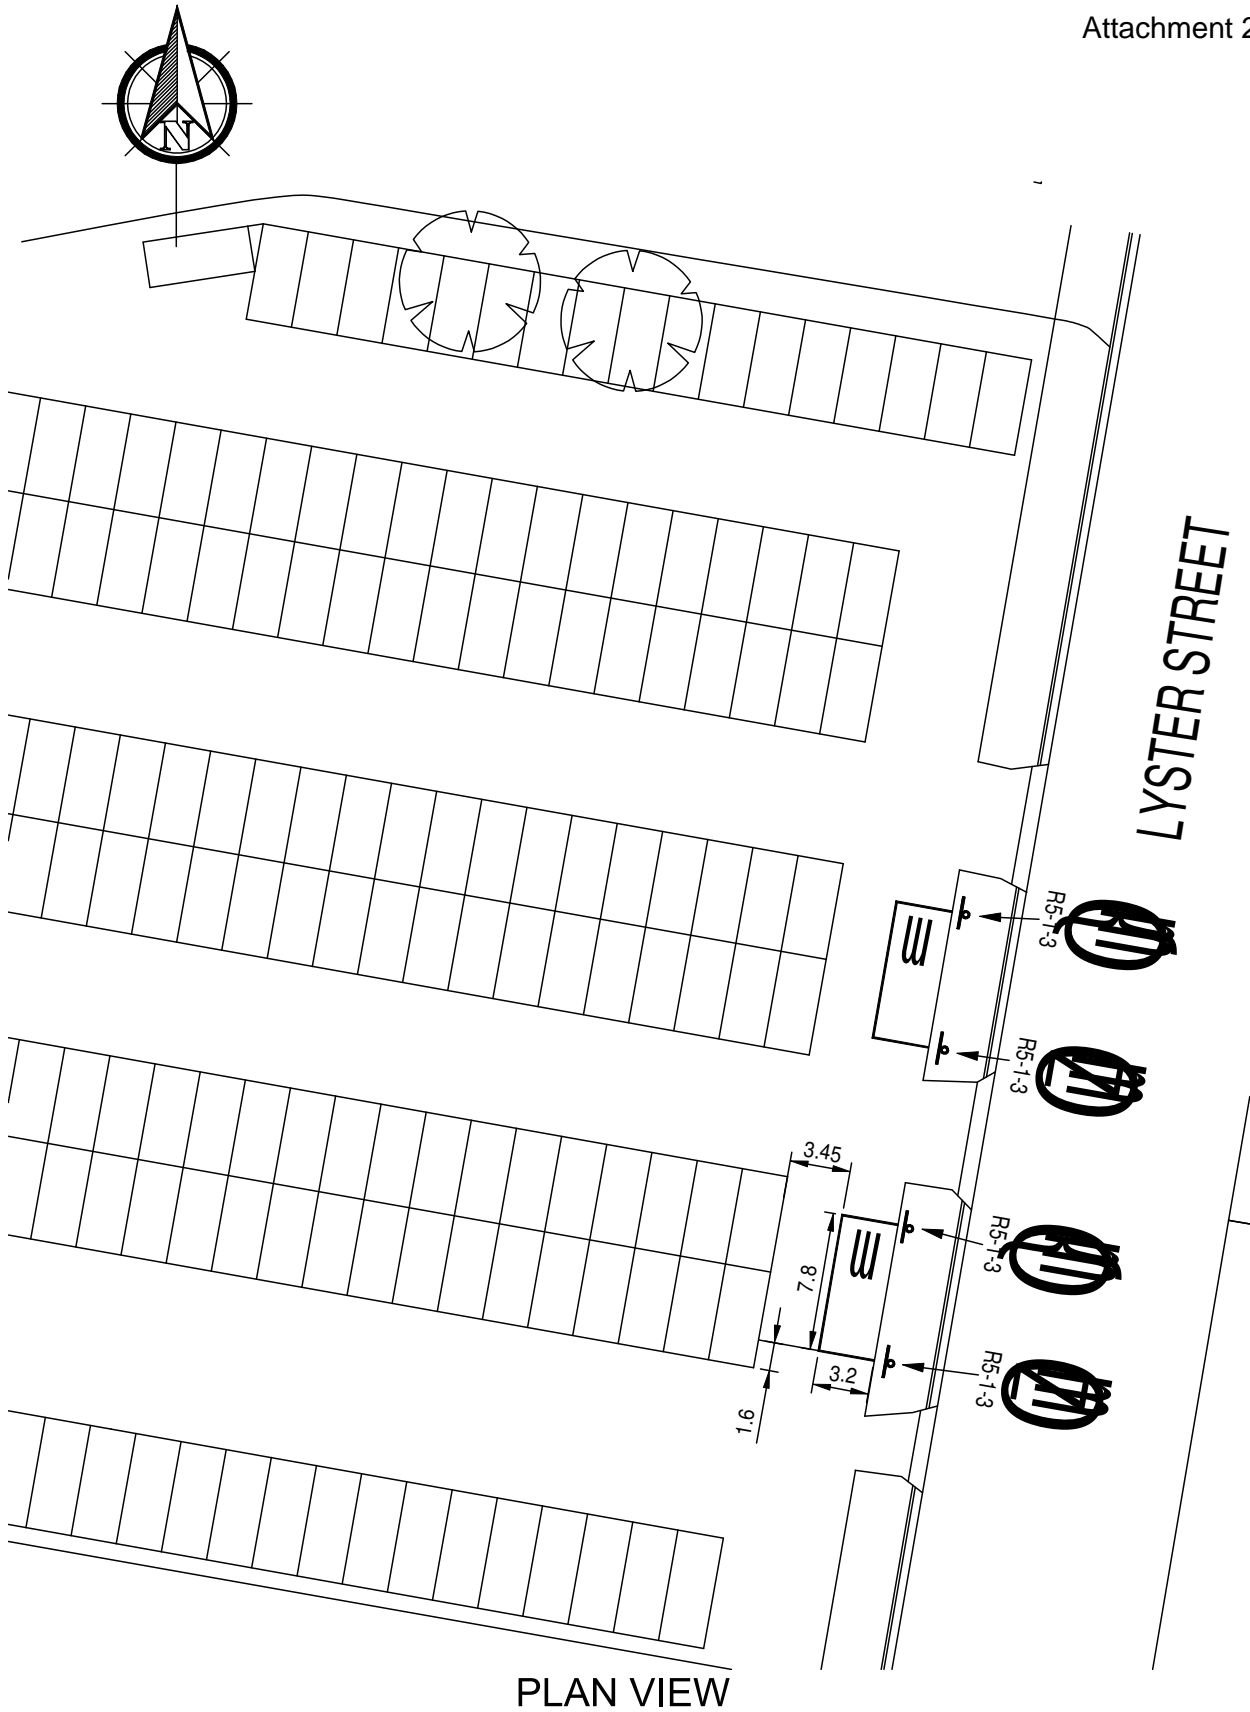 Attachment 2
N
LYSTER STREET
R5-1-3
R5-1-3
3.45
R5-1-3
7.8
3.2
R5-1-3
1.6
PLAN VIEW